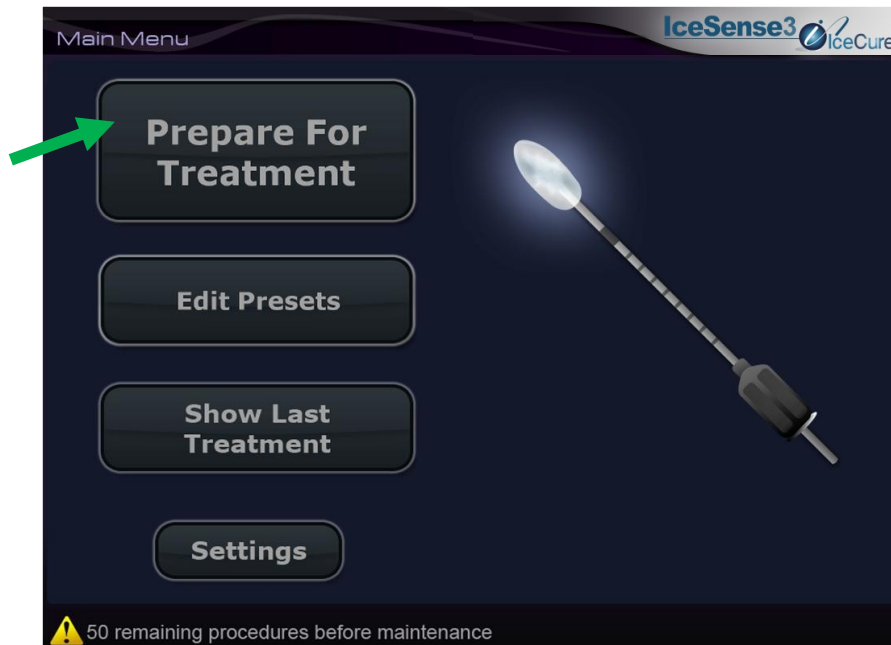 Main Menu
IceSense3
IceCure
Prepare For
Treatment
Edit Presets
Show Last
Treatment
Settings
50 remaining procedures before maintenance